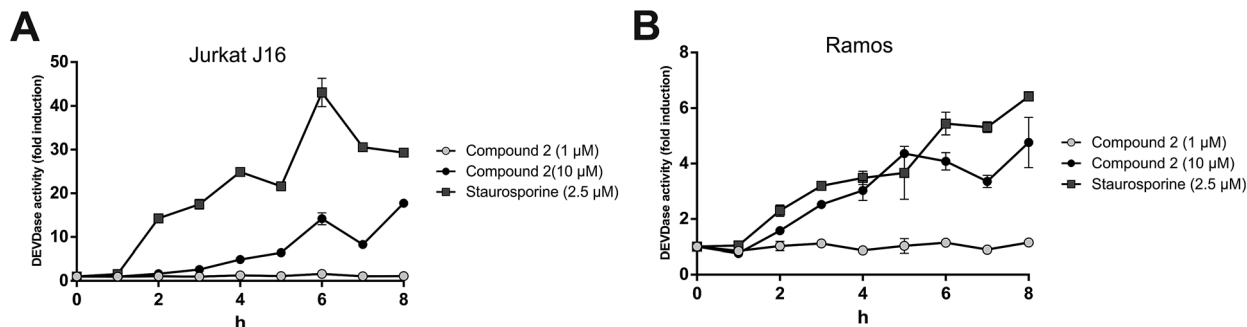 A
Jurkat J16
DEVDase activity (fold induction)
50
40
30
20
10
0
0 2 4 6 8
h
Compound 2 (1 µM)
Compound 2(10 µM)
Staurosporine (2.5 µM)
B
Ramos
DEVDase activity (fold induction)
8
6
4
2
0
0 2 4 6 8
h
Compound 2 (1 µM)
Compound 2 (10 µM)
Staurosporine (2.5 µM)